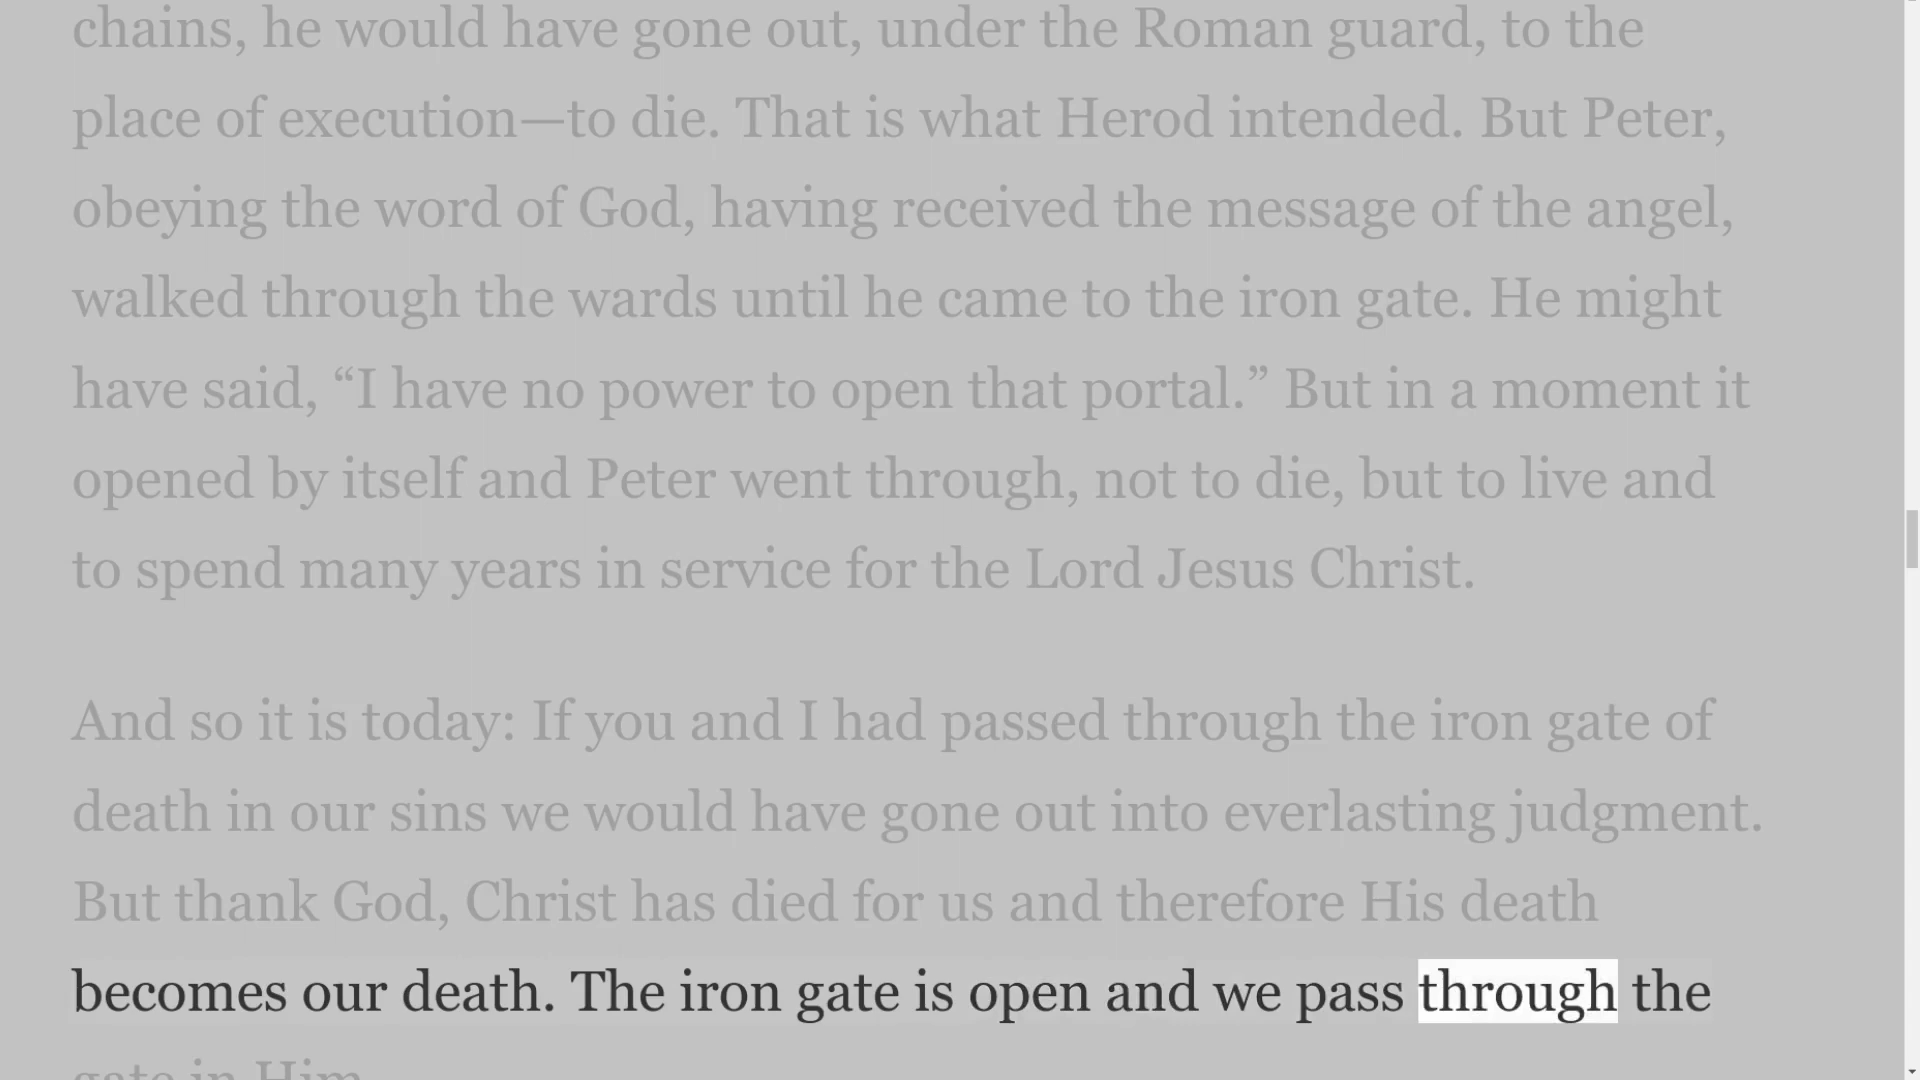 chains, he would have gone out, under the Roman guard, to the
place of execution—to die. That is what Herod intended. But Peter,
obeying the word of God, having received the message of the angel,
walked through the wards until he came to the iron gate. He might
have said, “I have no power to open that portal.” But in a moment it
opened by itself and Peter went through, not to die, but to live and
to spend many years in service for the Lord Jesus Christ.
And so it is today: If you and I had passed through the iron gate of
death in our sins we would have gone out into everlasting judgment.
But thank God, Christ has died for us and therefore His death
becomes our death. The iron gate is open and we pass through the
gate in Him